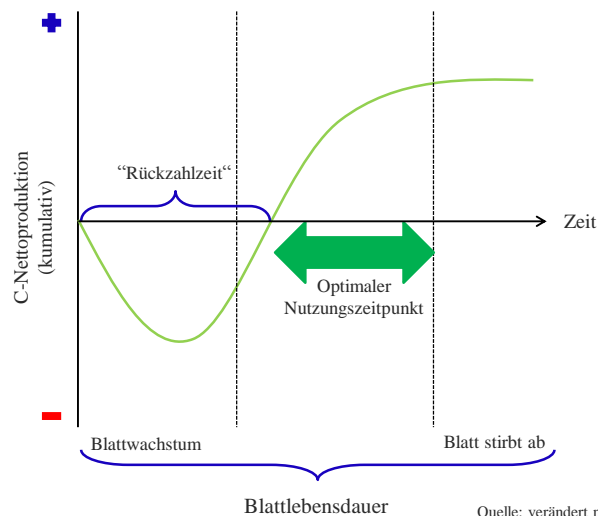 “Rückzahlzeit“
C-Nettoproduktion
(kumulativ)
Zeit
Optimaler
Nutzungszeitpunkt
Blattwachstum
Blatt stirbt ab
Blattlebensdauer
Quelle: verändert